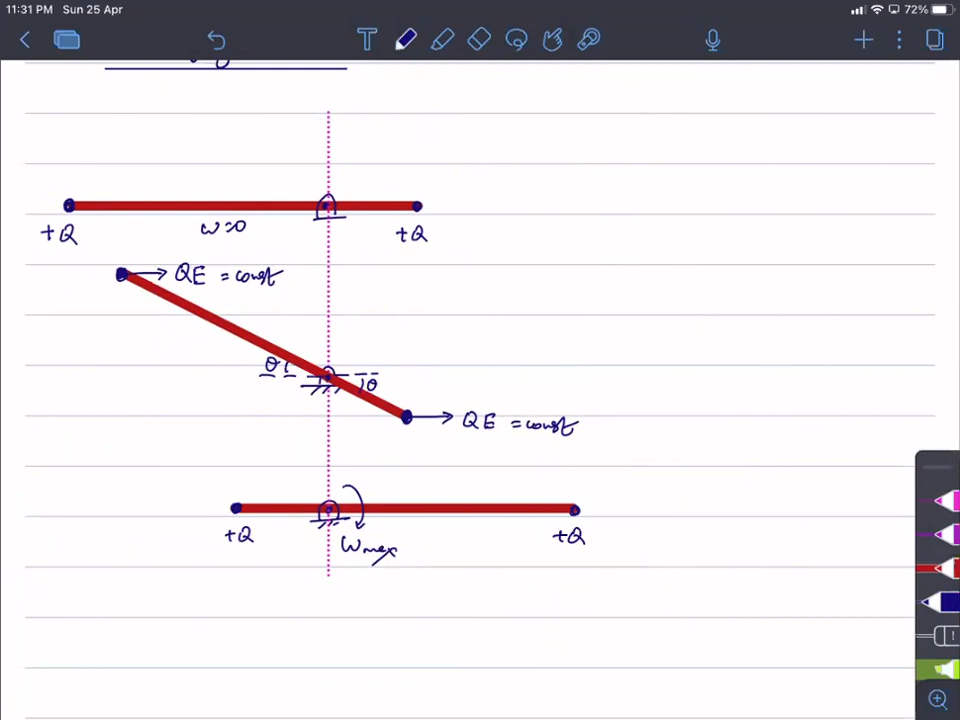 11:31 PM Sun 25 Apr
72%
T
+Q
ω=0
+Q
QE = const
θ
θ
QE = const
+Q
ωmax
+Q